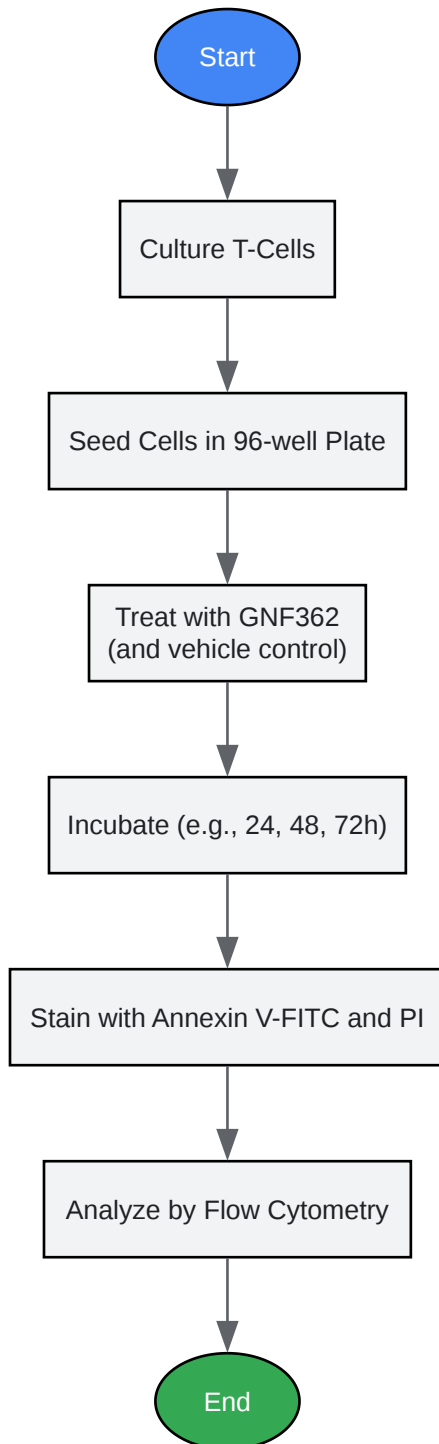 Start
Culture T-Cells
Seed Cells in 96-well Plate
Treat with GNF362
(and vehicle control)
Incubate (e.g., 24, 48, 72h)
Stain with Annexin V-FITC and PI
Analyze by Flow Cytometry
End